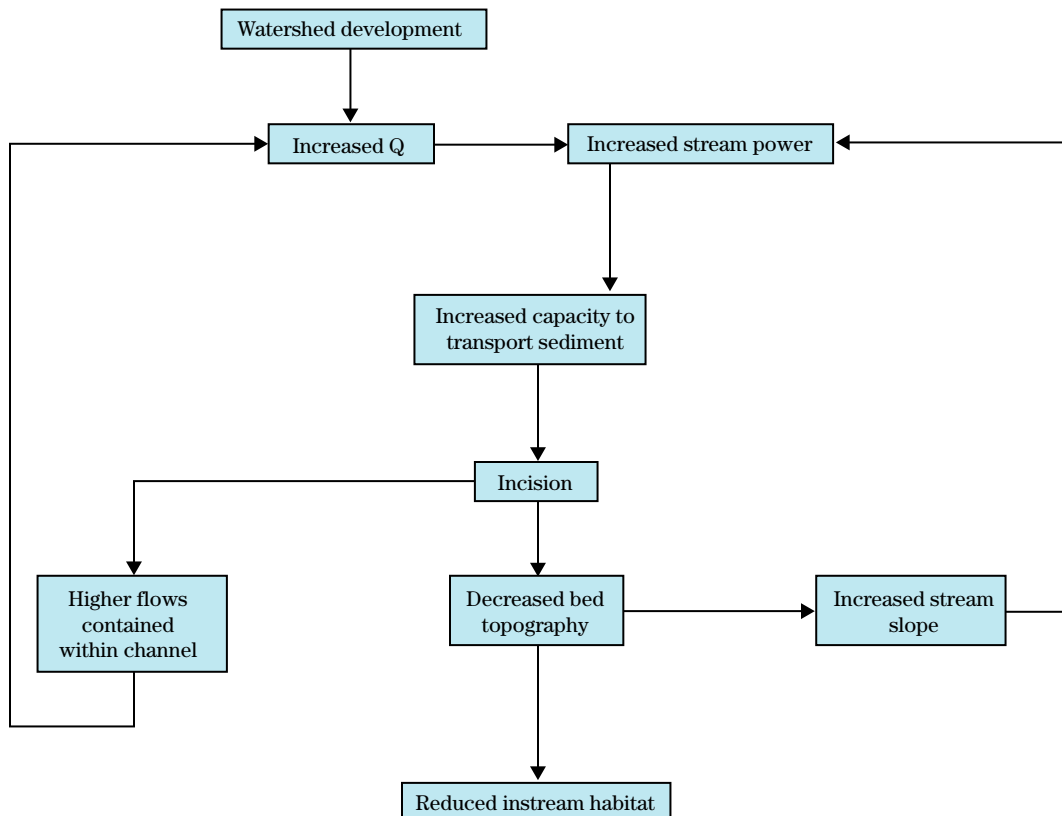 Watershed development
Increased Q
Increased stream power
Increased capacity to
transport sediment
Incision
Higher flows
contained
within channel
Decreased bed
topography
Increased stream
slope
Reduced instream habitat